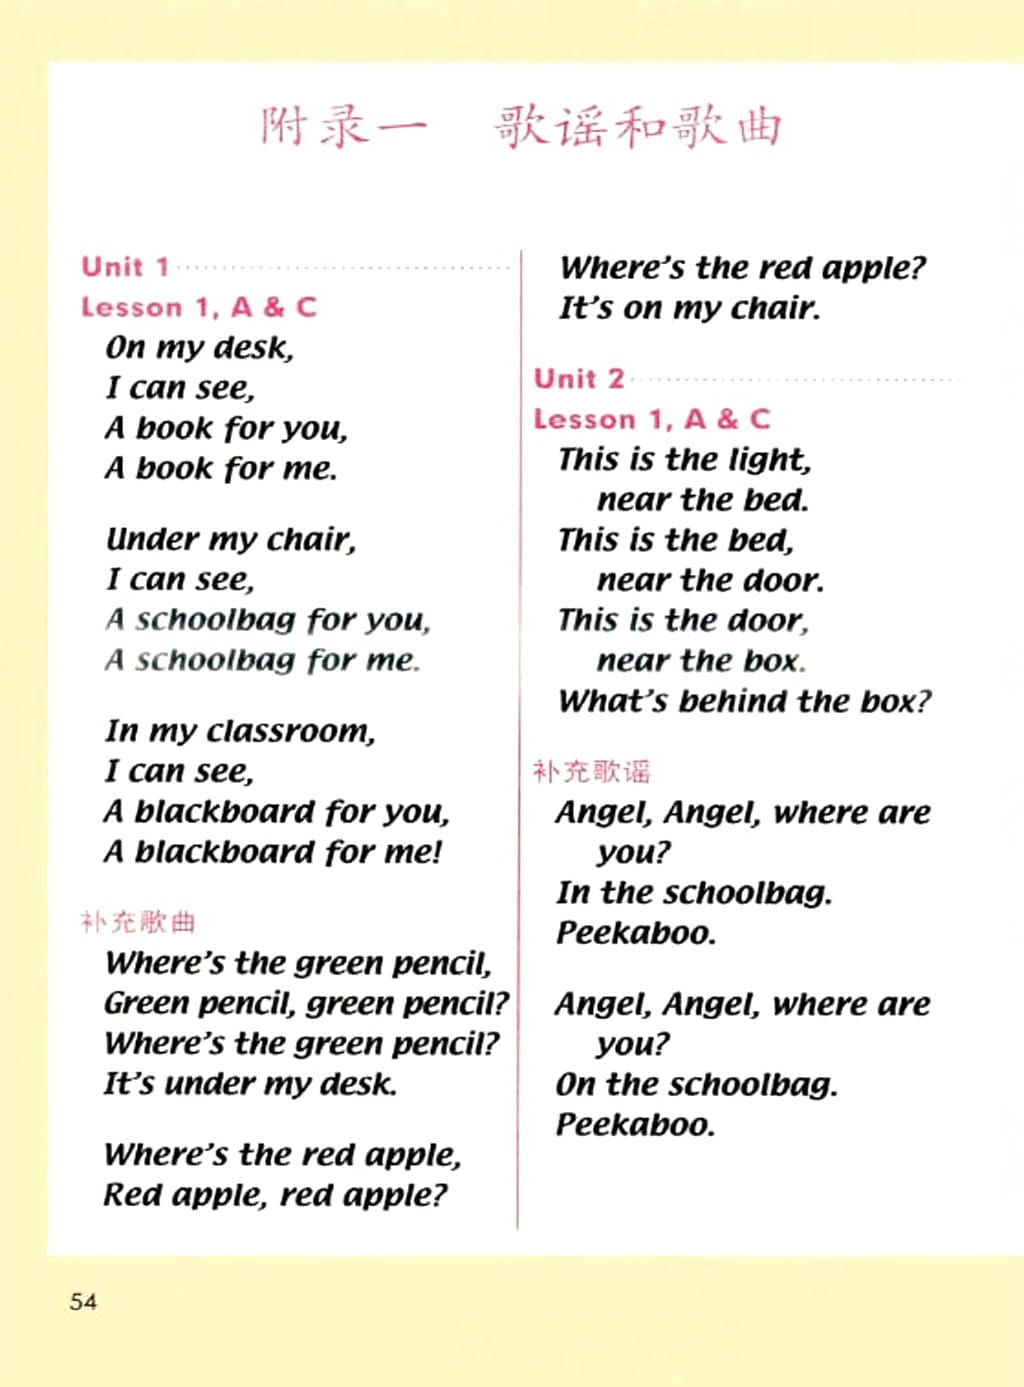 附录一 歌谣和歌曲
Unit 1
Lesson 1, A & C
On my desk,
I can see,
A book for you,
A book for me.
Under my chair,
I can see,
A schoolbag for you,
A schoolbag for me.
In my classroom,
I can see,
A blackboard for you,
A blackboard for me!
补充歌曲
Where's the green pencil,
Green pencil, green pencil?
Where's the green pencil?
It's under my desk.
Where's the red apple,
Red apple, red apple?
Where's the red apple?
It's on my chair.
Unit 2
Lesson 1, A & C
This is the light,
near the bed.
This is the bed,
near the door.
This is the door,
near the box.
What's behind the box?
补充歌谣
Angel, Angel, where are
you?
In the schoolbag.
Peekaboo.
Angel, Angel, where are
you?
On the schoolbag.
Peekaboo.
54